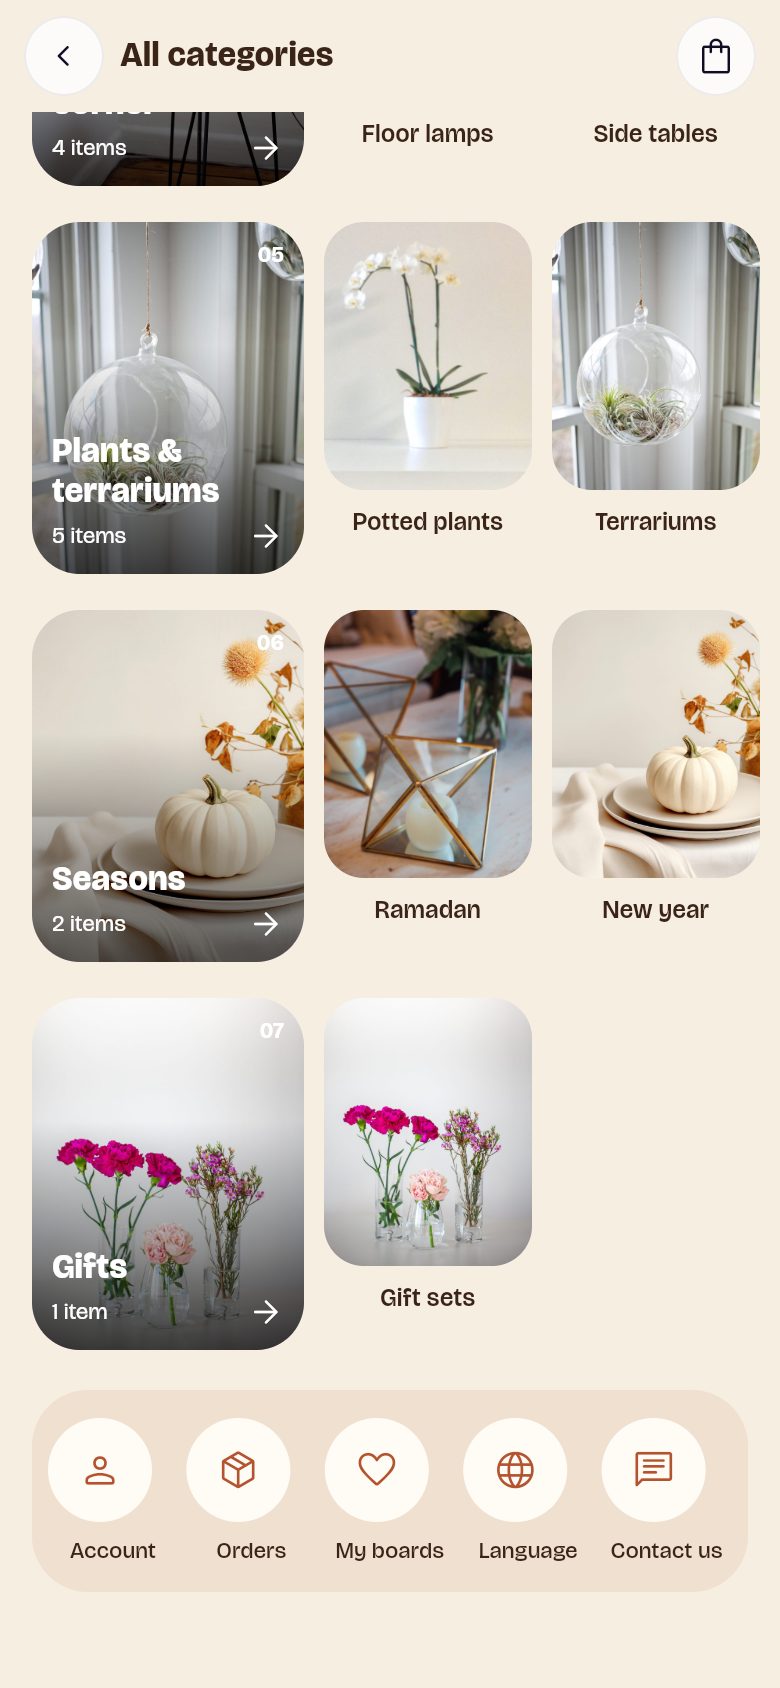 All categories
4 items
Floor lamps
Side tables
05
Plants &
terrariums
5 items
Potted plants
Terrariums
06
Seasons
2 items
Ramadan
New year
07
Gifts
1 item
Gift sets
Account
Orders
My boards
Language
Contact us